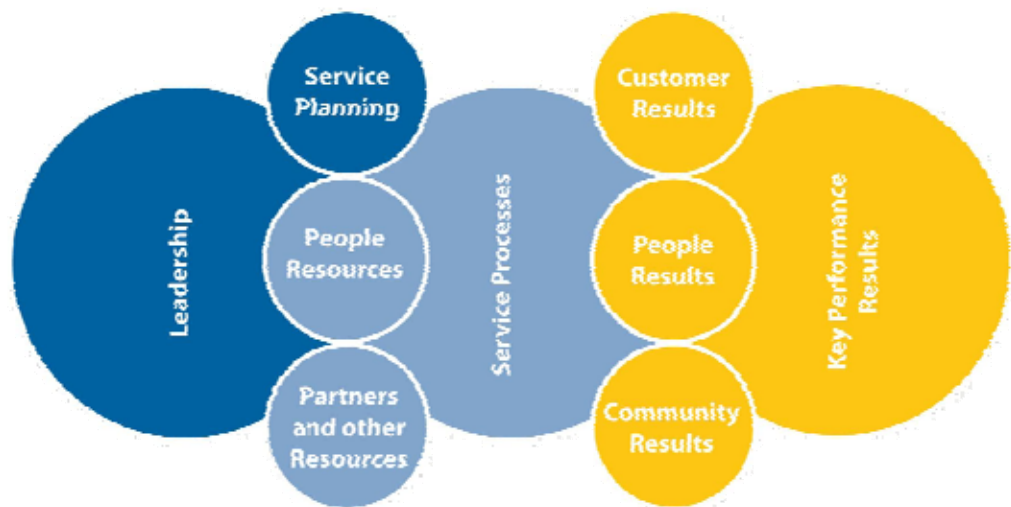 Leadership
Service
Planning
People
Resources
Partners
and other
Resources
Service Processes
Customer
Results
People
Results
Community
Results
Key Performance
Results